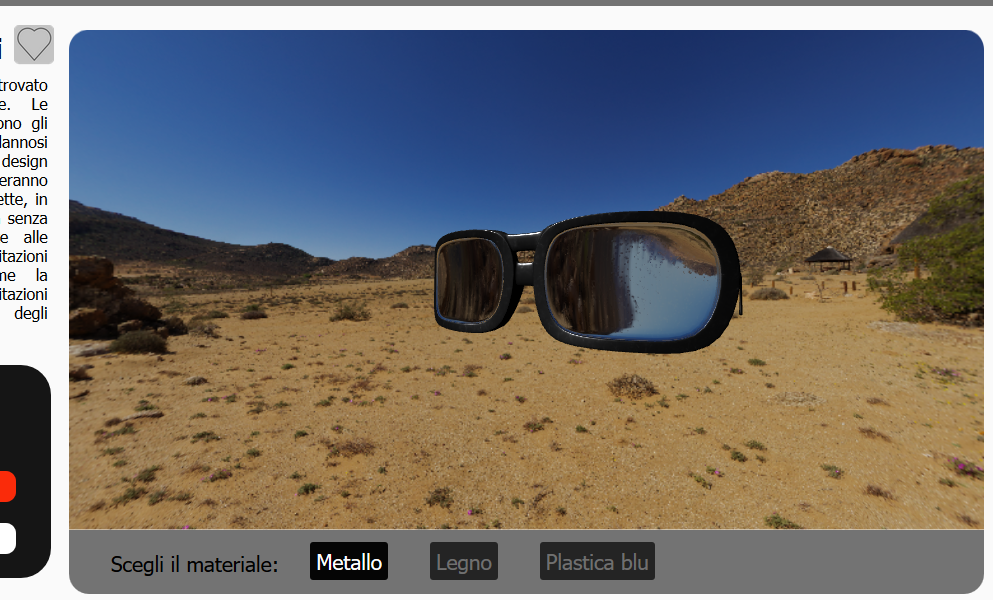 i
trovato
e. Le
ono gli
dannosi
design
eranno
ette, in
senza
e alle
itazioni
me la
itazioni
degli
Scegli il materiale:
Metallo
Legno
Plastica blu